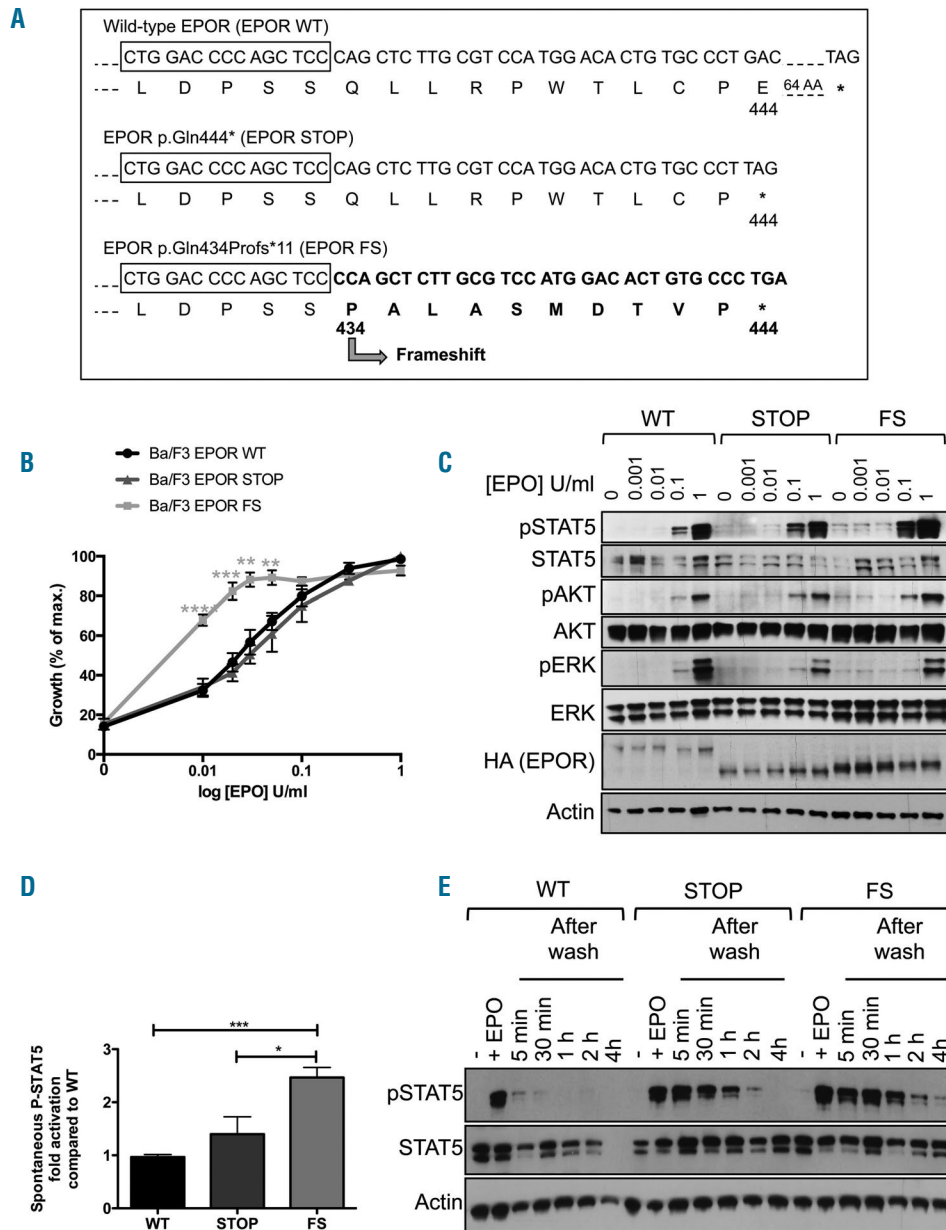 A
Wild-type EPOR (EPOR WT)
--- CTG GAC CCC AGC TCC CAG CTC TTG CGT CCA TGG ACA CTG TGC CCT GAC ---- TAG
--- L D P S S Q L L R P W T L C P E 64 AA *
444
EPOR p.Gln444* (EPOR STOP)
--- CTG GAC CCC AGC TCC CAG CTC TTG CGT CCA TGG ACA CTG TGC CCT TAG
--- L D P S S Q L L R P W T L C P *
444
EPOR p.Gln434Profs*11 (EPOR FS)
--- CTG GAC CCC AGC TCC CCA GCT CTT GCG TCC ATG GAC ACT GTG CCC TGA
--- L D P S S P A L A S M D T V P *
434 444
Frameshift
B
Ba/F3 EPOR WT
Ba/F3 EPOR STOP
Ba/F3 EPOR FS
Growth (% of max.)
100
80
60
40
20
0
**** *** ** **
0 0.01 0.1 1
log [EPO] U/ml
C
WT STOP FS
[EPO] U/ml 0 0.001 0.01 0.1 1 0 0.001 0.01 0.1 1 0 0.001 0.01 0.1 1
pSTAT5
STAT5
pAKT
AKT
pERK
ERK
HA (EPOR)
Actin
D
Spontaneous P-STAT5
fold activation
compared to WT
3
2
1
0
***
*
WT STOP FS
E
WT STOP FS
After wash After wash After wash
- + EPO 5 min 30 min 1 h 2 h 4h - + EPO 5 min 30 min 1 h 2 h 4h - + EPO 5 min 30 min 1 h 2 h 4h
pSTAT5
STAT5
Actin